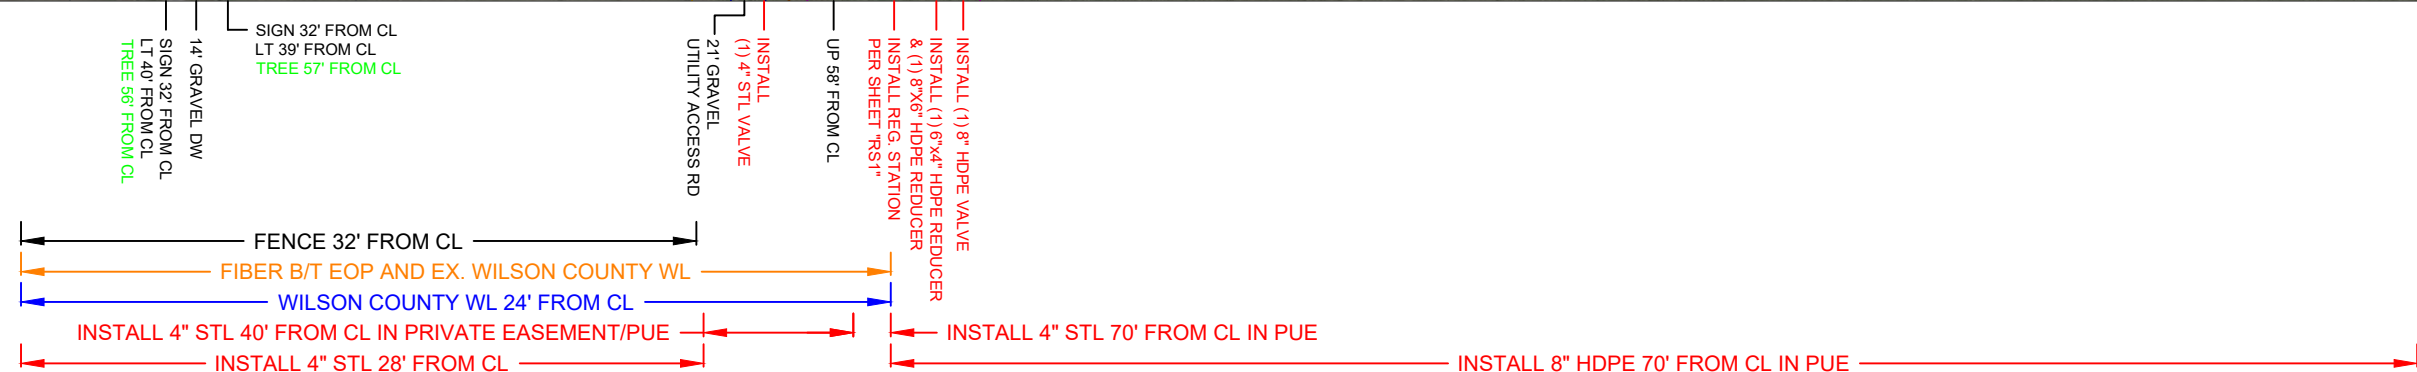 SIGN 32' FROM CL
LT 39' FROM CL
TREE 57' FROM CL
14' GRAVEL DW
SIGN 32' FROM CL
LT 40' FROM CL
TREE 56' FROM CL
21' GRAVEL
UTILITY ACCESS RD
INSTALL
(1) 4" STL VALVE
UP 58' FROM CL
INSTALL REG. STATION
PER SHEET "RS1"
INSTALL (1) 6"x4" HDPE REDUCER
& (1) 8"X6" HDPE REDUCER
INSTALL (1) 8" HDPE VALVE
FENCE 32' FROM CL
FIBER B/T EOP AND EX. WILSON COUNTY WL
WILSON COUNTY WL 24' FROM CL
INSTALL 4" STL 40' FROM CL IN PRIVATE EASEMENT/PUE
INSTALL 4" STL 70' FROM CL IN PUE
INSTALL 4" STL 28' FROM CL
INSTALL 8" HDPE 70' FROM CL IN PUE